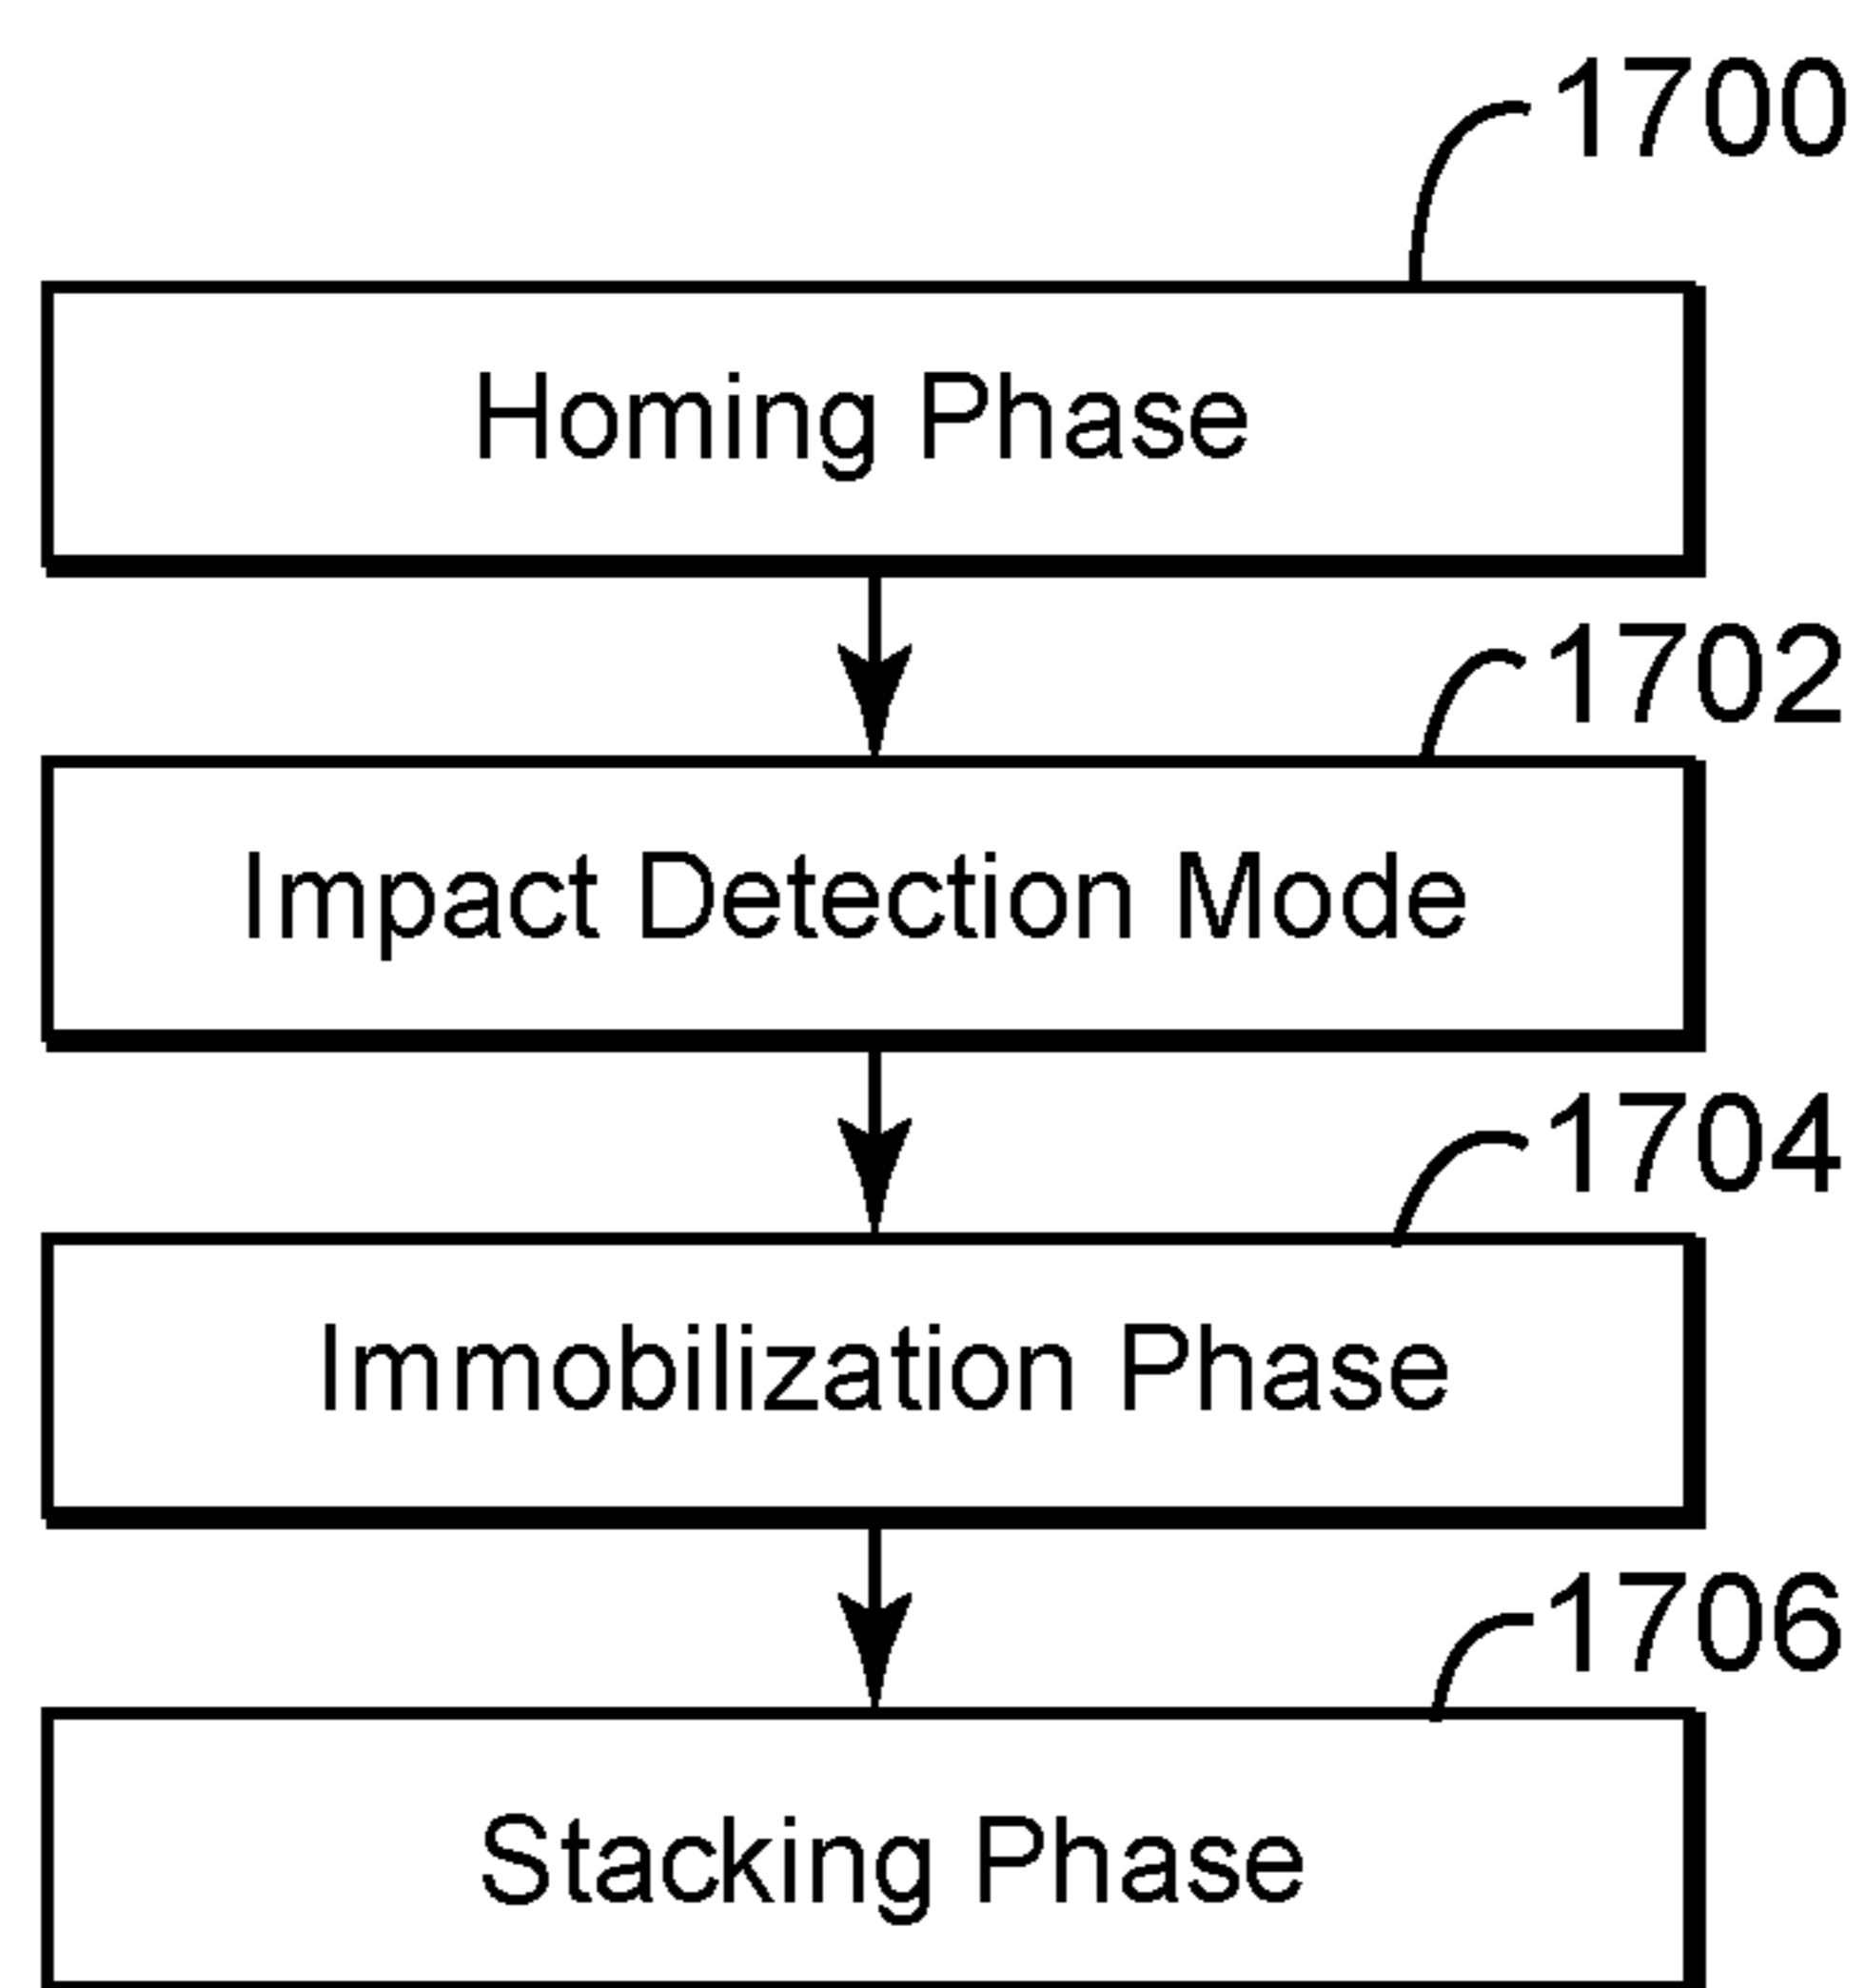 1700
Homing Phase
1702
Impact Detection Mode
1704
Immobilization Phase
1706
Stacking Phase